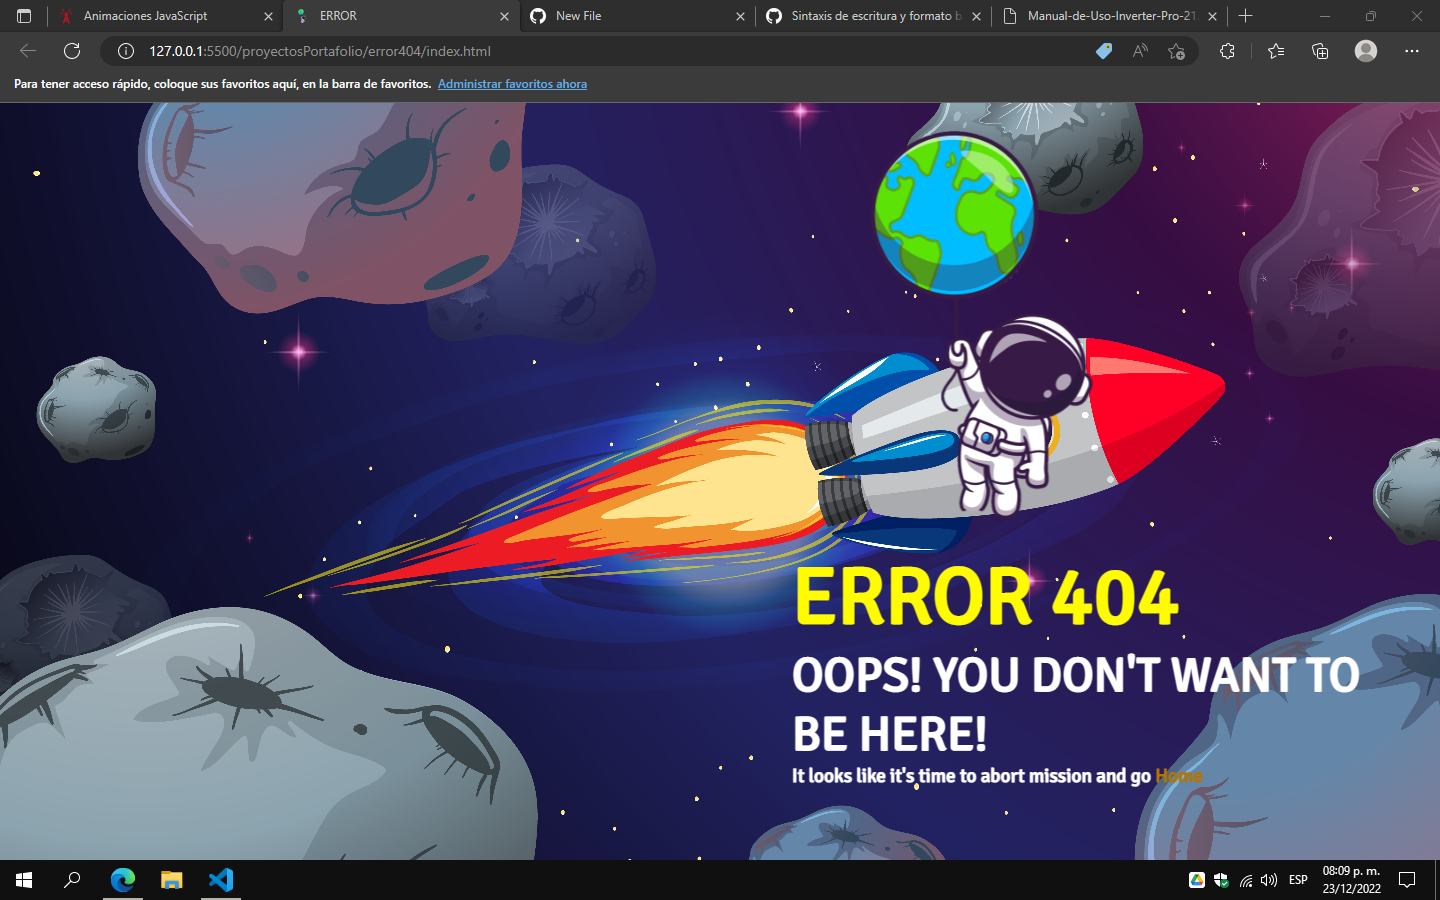 Animaciones JavaScript
ERROR
New File
Sintaxis de escritura y formato b
Manual-de-Uso-Inverter-Pro-21
127.0.0.1:5500/proyectosPortafolio/error404/index.html
Para tener acceso rápido, coloque sus favoritos aquí, en la barra de favoritos. Administrar favoritos ahora
ERROR 404
OOPS! YOU DON'T WANT TO
BE HERE!
It looks like it's time to abort mission and go Home
ESP
08:09 p. m.
23/12/2022